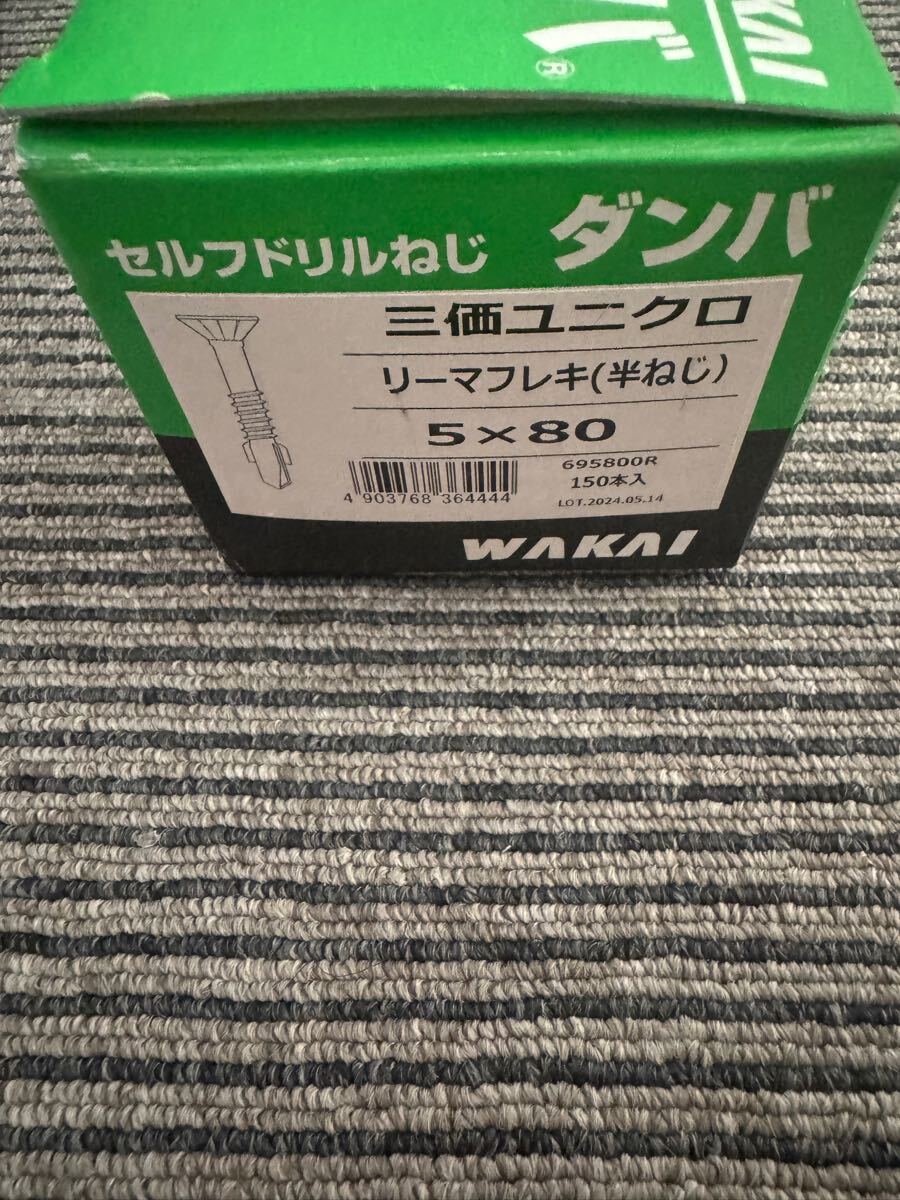 KAI
バ®
セルフドリルねじ ダンバ
三価ユニクロ
リーマフレキ(半ねじ)
5×80
695800R
150本入
LOT.2024.05.14
4 903768 364444
WAKAI